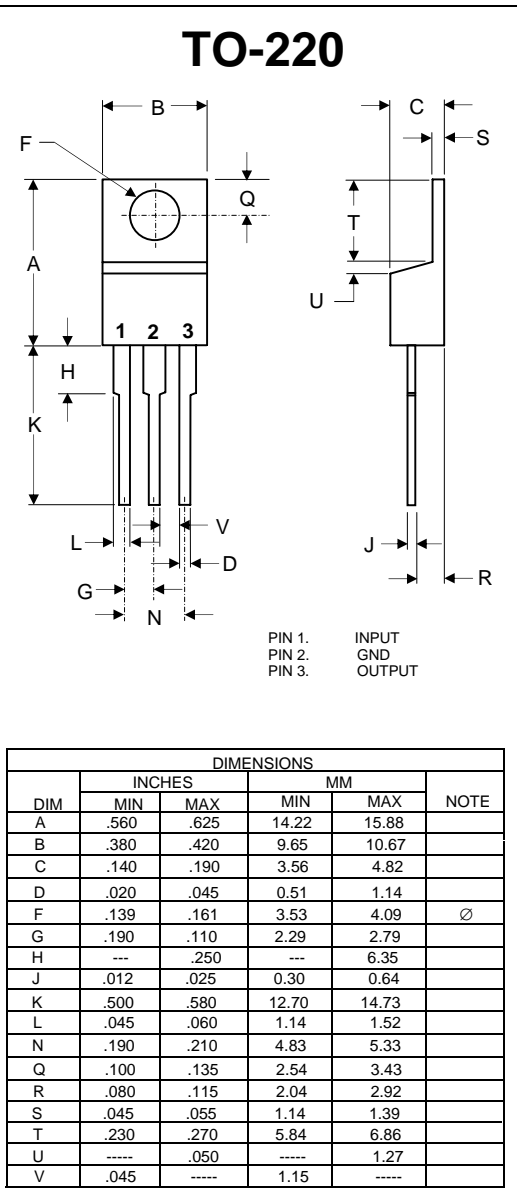 TO-220
B
C
F
S
Q
T
A
U
1 2 3
H
K
V
L
J
D
G
R
N
PIN 1. INPUT
PIN 2. GND
PIN 3. OUTPUT
DIMENSIONS
INCHES MM
DIM MIN MAX MIN MAX NOTE
A .560 .625 14.22 15.88
B .380 .420 9.65 10.67
C .140 .190 3.56 4.82
D .020 .045 0.51 1.14
F .139 .161 3.53 4.09 ∅
G .190 .110 2.29 2.79
H --- .250 --- 6.35
J .012 .025 0.30 0.64
K .500 .580 12.70 14.73
L .045 .060 1.14 1.52
N .190 .210 4.83 5.33
Q .100 .135 2.54 3.43
R .080 .115 2.04 2.92
S .045 .055 1.14 1.39
T .230 .270 5.84 6.86
U ----- .050 ----- 1.27
V .045 ----- 1.15 -----